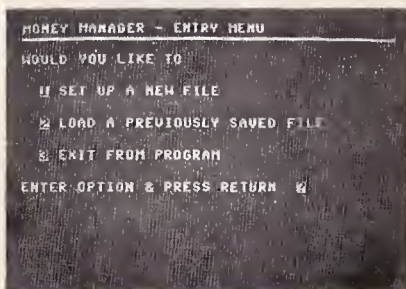 MONEY MANAGER - ENTRY MENU
WOULD YOU LIKE TO
1 SET UP A NEW FILE
2 LOAD A PREVIOUSLY SAVED FILE
3 EXIT FROM PROGRAM
ENTER OPTION & PRESS RETURN ?